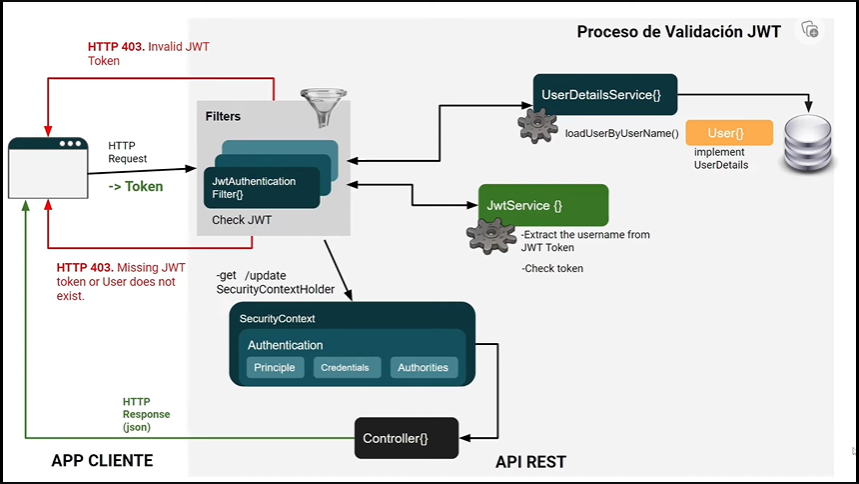 Proceso de Validación JWT
HTTP 403. Invalid JWT
Token
Filters
UserDetailsService{}
loadUserByUserName()
User{}
implement
UserDetails
HTTP
Request
-> Token
JwtAuthentication
Filter{}
Check JWT
JwtService {}
-Extract the username from
JWT Token
-Check token
HTTP 403. Missing JWT
token or User does not
exist.
-get /update
SecurityContextHolder
SecurityContext
Authentication
Principle
Credentials
Authorities
HTTP
Response
(json)
Controller{}
APP CLIENTE
API REST